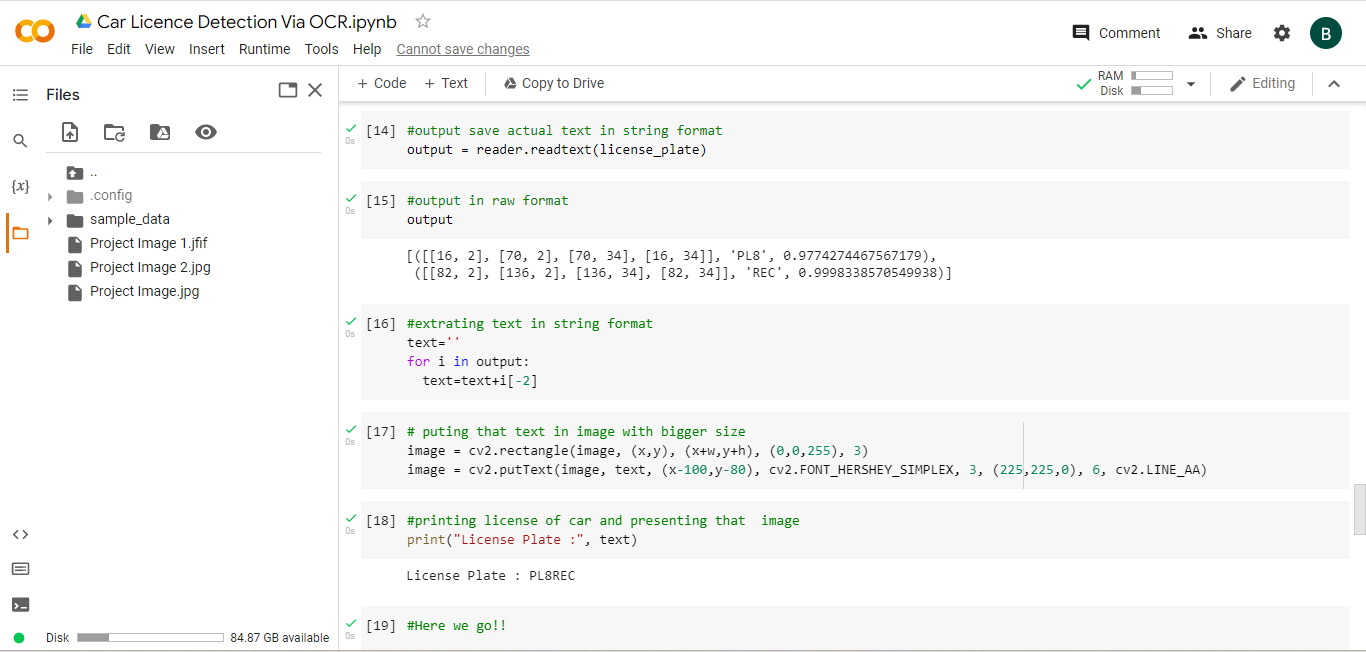 Car Licence Detection Via OCR.ipynb
File Edit View Insert Runtime Tools Help Cannot save changes
Comment Share B
Files
+ Code + Text Copy to Drive
RAM
Disk
Editing
..
.config
sample_data
Project Image 1.jfif
Project Image 2.jpg
Project Image.jpg
{x}
<>
Disk 84.87 GB available
[14] #output save actual text in string format
0s
output = reader.readtext(license_plate)
[15] #output in raw format
0s
output
[([[16, 2], [70, 2], [70, 34], [16, 34]], 'PL8', 0.9774274467567179),
([[82, 2], [136, 2], [136, 34], [82, 34]], 'REC', 0.9998338570549938)]
[16] #extrating text in string format
0s
text=''
for i in output:
text=text+i[-2]
[17] # puting that text in image with bigger size
0s
image = cv2.rectangle(image, (x,y), (x+w,y+h), (0,0,255), 3)
image = cv2.putText(image, text, (x-100,y-80), cv2.FONT_HERSHEY_SIMPLEX, 3, (225,225,0), 6, cv2.LINE_AA)
[18] #printing license of car and presenting that  image
0s
print("License Plate :", text)
License Plate : PL8REC
[19] #Here we go!!
0s